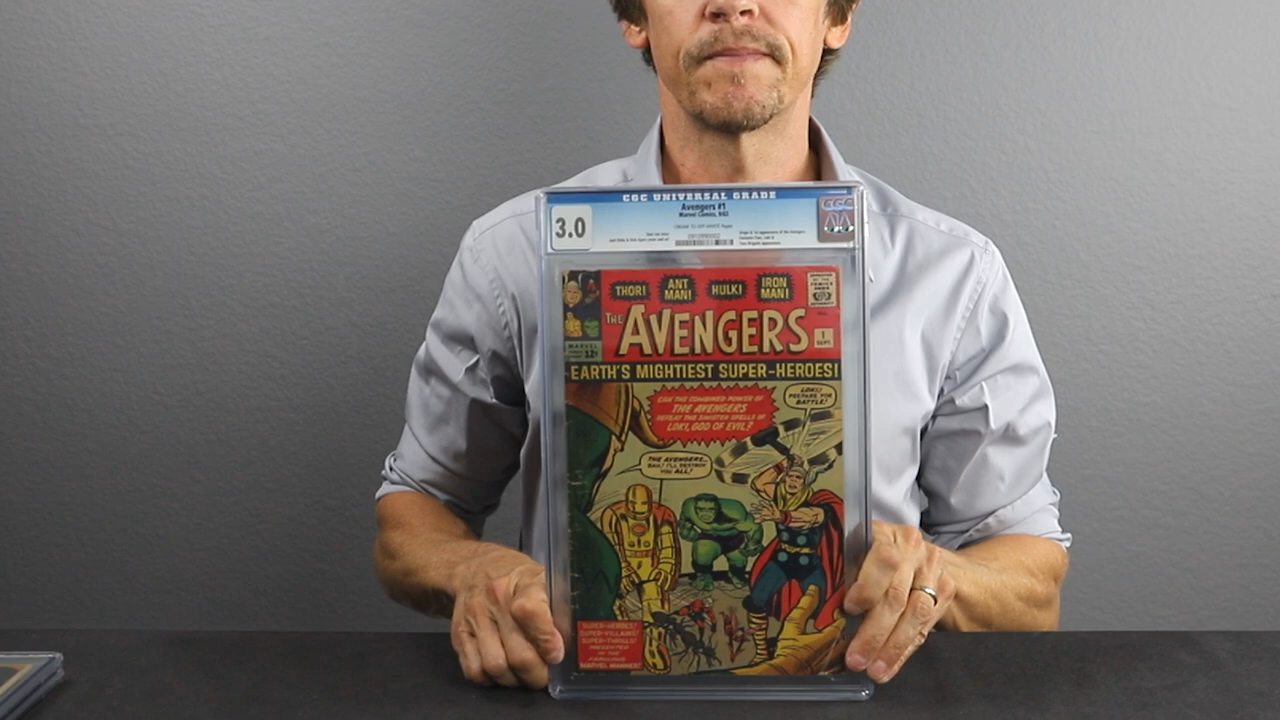 CGC UNIVERSAL GRADE
3.0
Avengers #1
Marvel Comics, 9/63
CREAM TO OFF-WHITE Pages
CGC
THOR!
ANT MAN!
HULK!
IRON MAN!
THE AVENGERS
MARVEL
12¢
1
SEPT.
EARTH'S MIGHTIEST SUPER-HEROES!
CAN THE COMBINED POWER OF
THE AVENGERS
DEFEAT THE SINISTER SPELLS OF
LOKI, GOD OF EVIL?
LOKI!
PREPARE FOR
BATTLE!
THE AVENGERS...
BAH! I'LL DESTROY
YOU ALL!
SUPER-HEROES!
SUPER-VILLAINS!
SUPER-THRILLS!
PRESENTED
IN THE
FABULOUS
MARVEL MANNER!